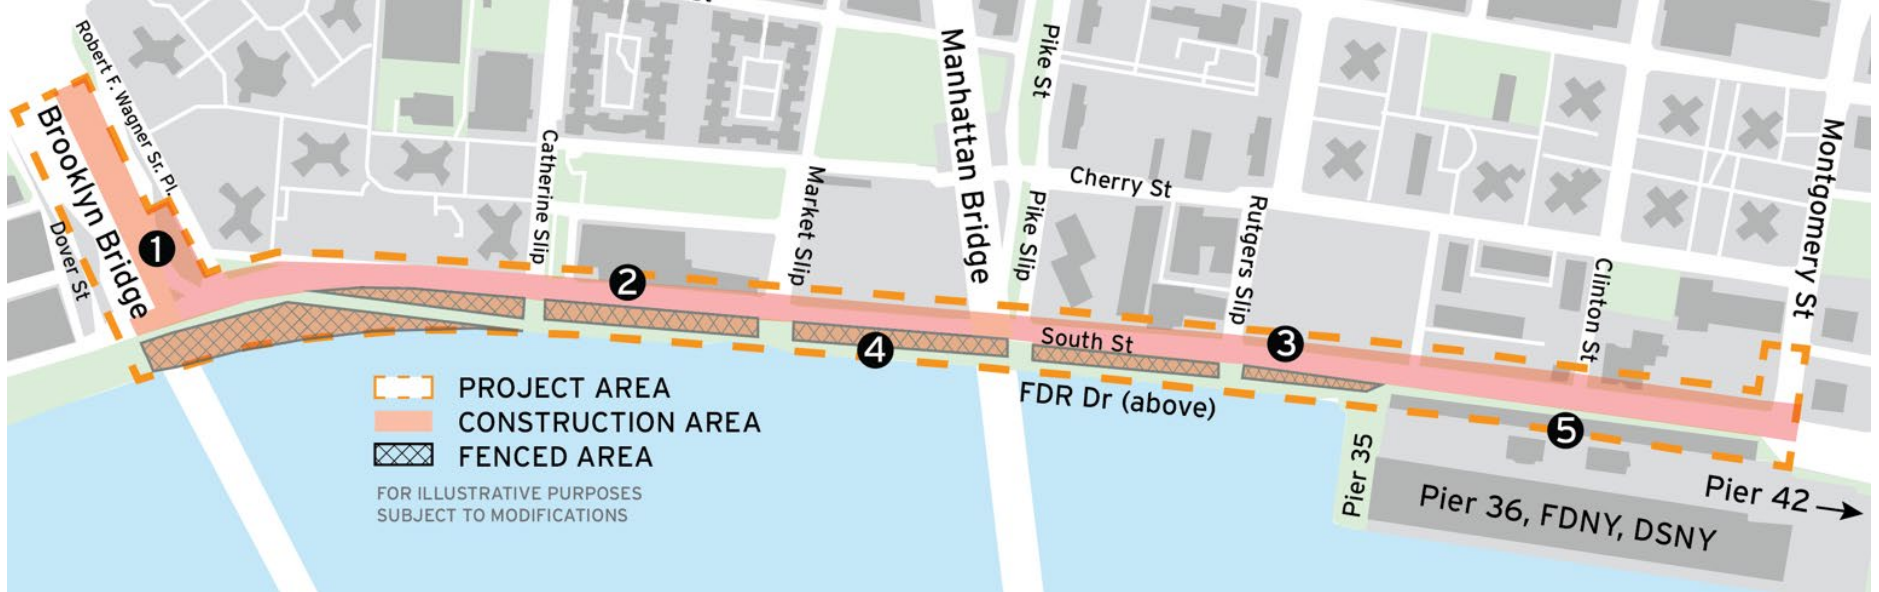 Robert F. Wagner Sr. Pl.
Brooklyn Bridge
Dover St
Catherine Slip
Market Slip
Manhattan Bridge
Pike St
Pike Slip
Cherry St
Rutgers Slip
Clinton St
Montgomery St
1
2
3
4
5
South St
FDR Dr (above)
Pier 35
Pier 36, FDNY, DSNY
Pier 42
PROJECT AREA
CONSTRUCTION AREA
FENCED AREA
FOR ILLUSTRATIVE PURPOSES
SUBJECT TO MODIFICATIONS